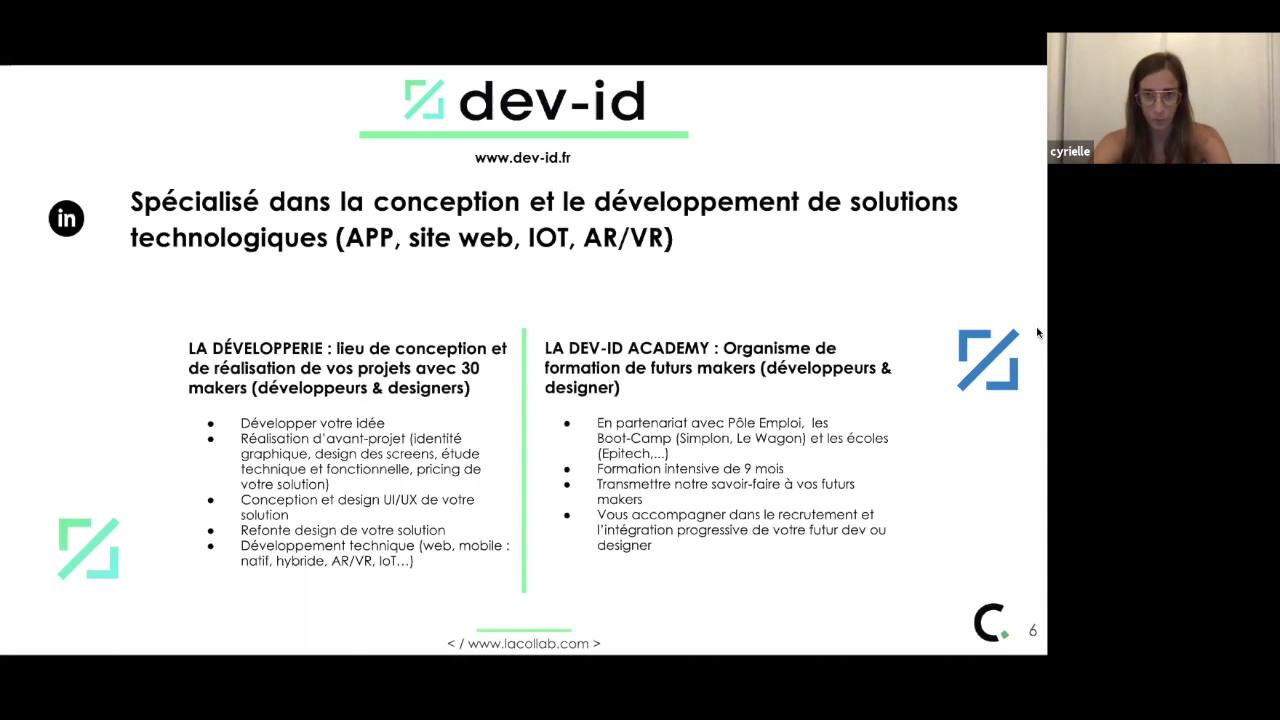 dev-id
www.dev-id.fr
in
Spécialisé dans la conception et le développement de solutions
technologiques (APP, site web, IOT, AR/VR)
LA DÉVELOPPERIE : lieu de conception et
de réalisation de vos projets avec 30
makers (développeurs & designers)
● Développer votre idée
● Réalisation d'avant-projet (identité
graphique, design des screens, étude
technique et fonctionnelle, pricing de
votre solution)
● Conception et design UI/UX de votre
solution
● Refonte design de votre solution
● Développement technique (web, mobile :
natif, hybride, AR/VR, IoT...)
LA DEV-ID ACADEMY : Organisme de
formation de futurs makers (développeurs &
designer)
● En partenariat avec Pôle Emploi, les
Boot-Camp (Simplon, Le Wagon) et les écoles
(Epitech,...)
● Formation intensive de 9 mois
● Transmettre notre savoir-faire à vos futurs
makers
● Vous accompagner dans le recrutement et
l'intégration progressive de votre futur dev ou
designer
< / www.lacollab.com >
C.
6
cyrielle